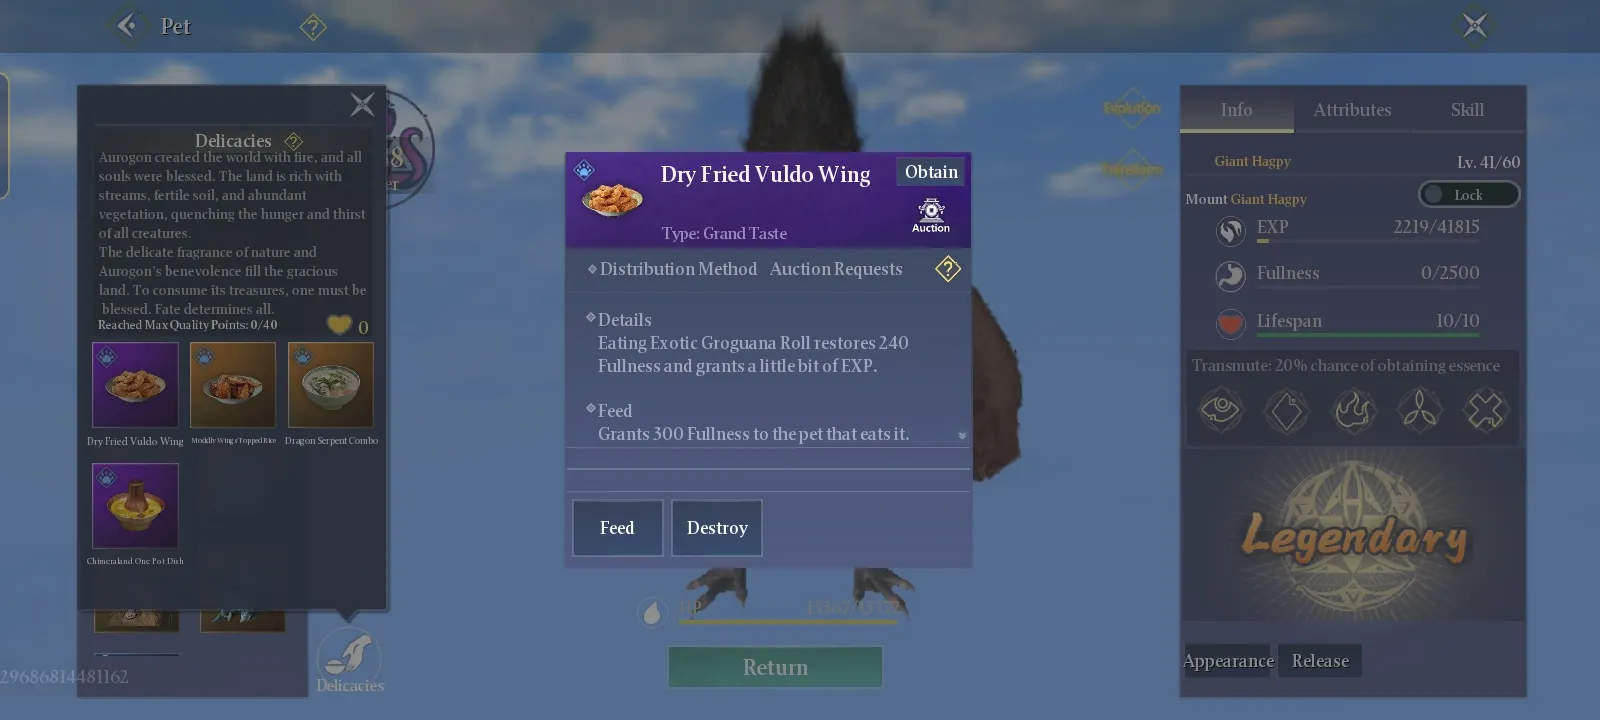 Pet
?
Delicacies ?
Aurogon created the world with fire, and all
souls were blessed. The land is rich with
streams, fertile soil, and abundant
vegetation, quenching the hunger and thirst
of all creatures.
The delicate fragrance of nature and
Aurogon's benevolence fill the gracious
land. To consume its treasures, one must be
blessed. Fate determines all.
Reached Max Quality Points: 0/40
0
Dry Fried Vuldo Wing
Moddly Wings Topped Rice
Dragon Serpent Combo
Chimeraland One Pot Dish
29686814481162
Delicacies
Dry Fried Vuldo Wing
Obtain
Type: Grand Taste
Auction
Distribution Method Auction Requests
?
Details
Eating Exotic Groguana Roll restores 240
Fullness and grants a little bit of EXP.
Feed
Grants 300 Fullness to the pet that eats it.
Feed
Destroy
HP
Return
Evolution
Info
Attributes
Skill
Giant Hagpy
Lv. 41/60
Mount Giant Hagpy
Lock
EXP 2219/41815
Fullness 0/2500
Lifespan 10/10
Transmute: 20% chance of obtaining essence
Legendary
Appearance
Release